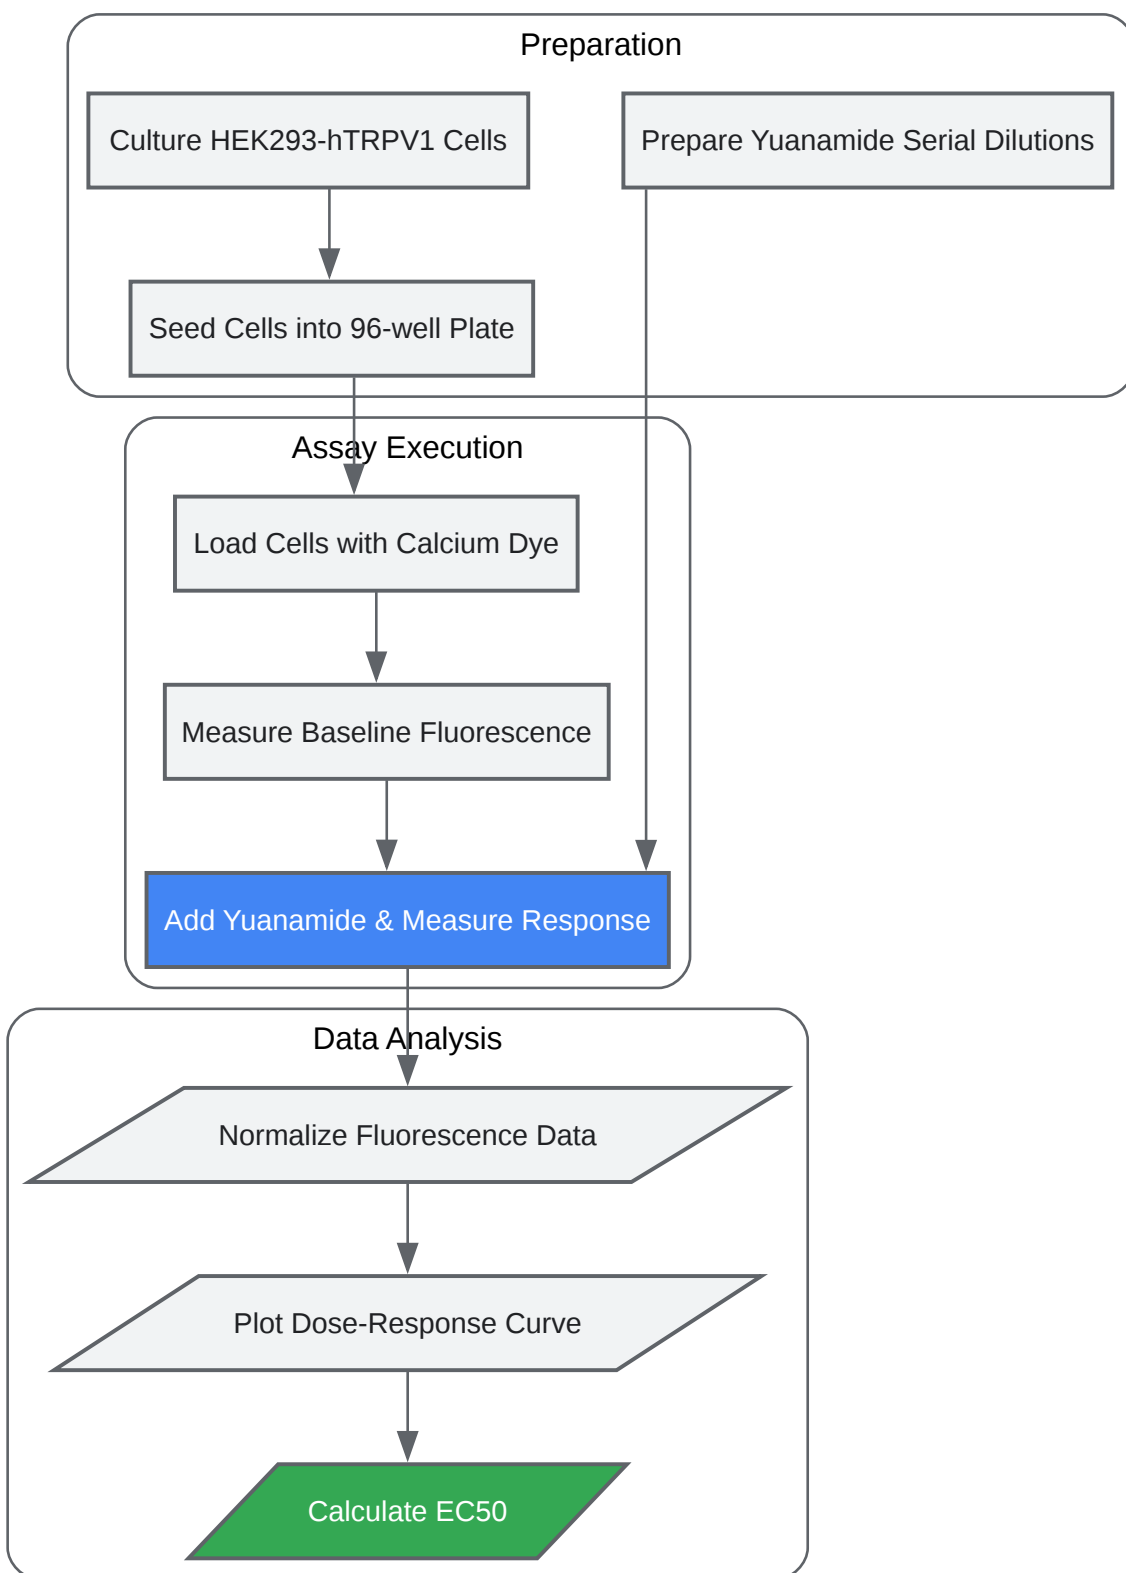 Preparation
Culture HEK293-hTRPV1 Cells
Prepare Yuanamide Serial Dilutions
Seed Cells into 96-well Plate
Assay Execution
Load Cells with Calcium Dye
Measure Baseline Fluorescence
Add Yuanamide & Measure Response
Data Analysis
Normalize Fluorescence Data
Plot Dose-Response Curve
Calculate EC50